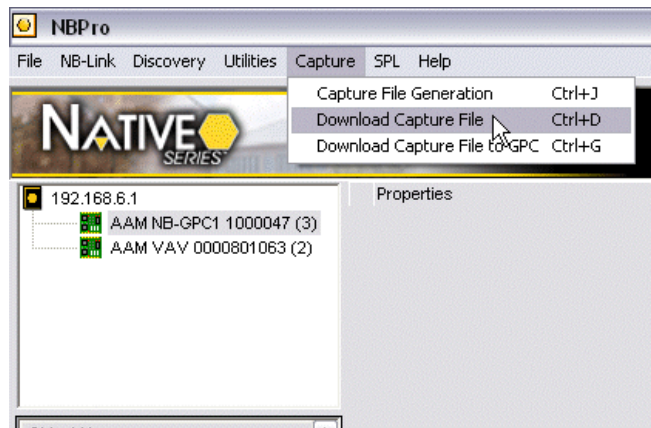 NBPro
File NB-Link Discovery Utilities Capture SPL Help
Capture File Generation Ctrl+J
Download Capture File Ctrl+D
Download Capture File to GPC Ctrl+G
NATIVE
SERIES
192.168.6.1
AAM NB-GPC1 1000047 (3)
AAM VAV 0000801063 (2)
Properties